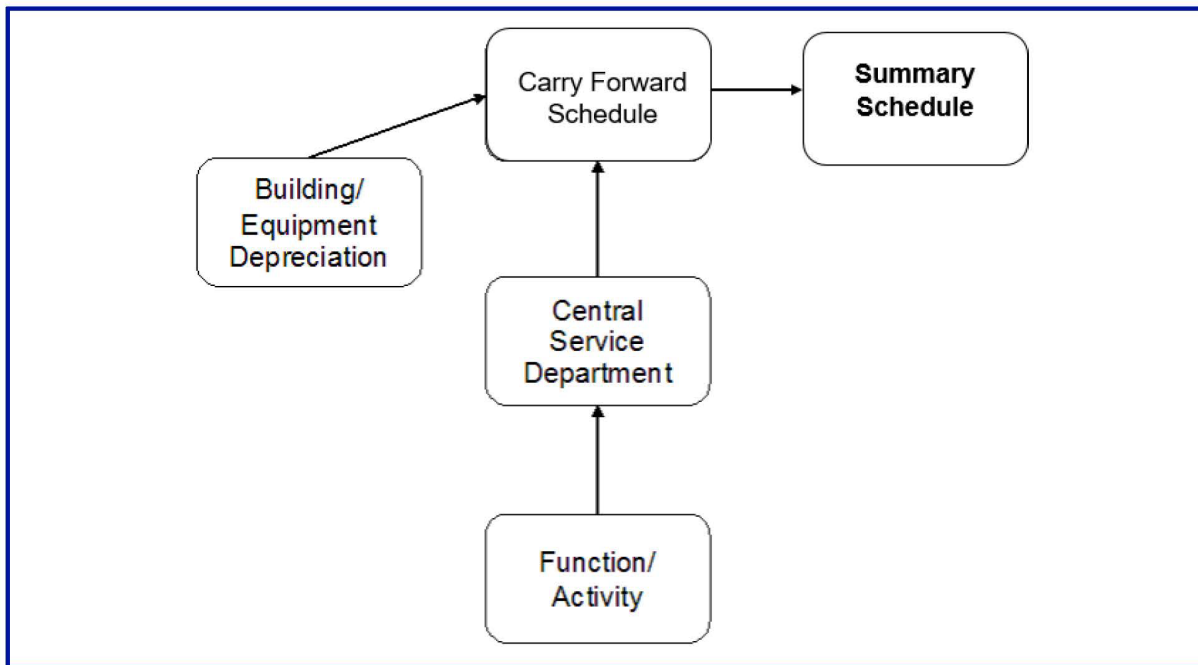 Carry Forward
Schedule
Summary
Schedule
Building/
Equipment
Depreciation
Central
Service
Department
Function/
Activity